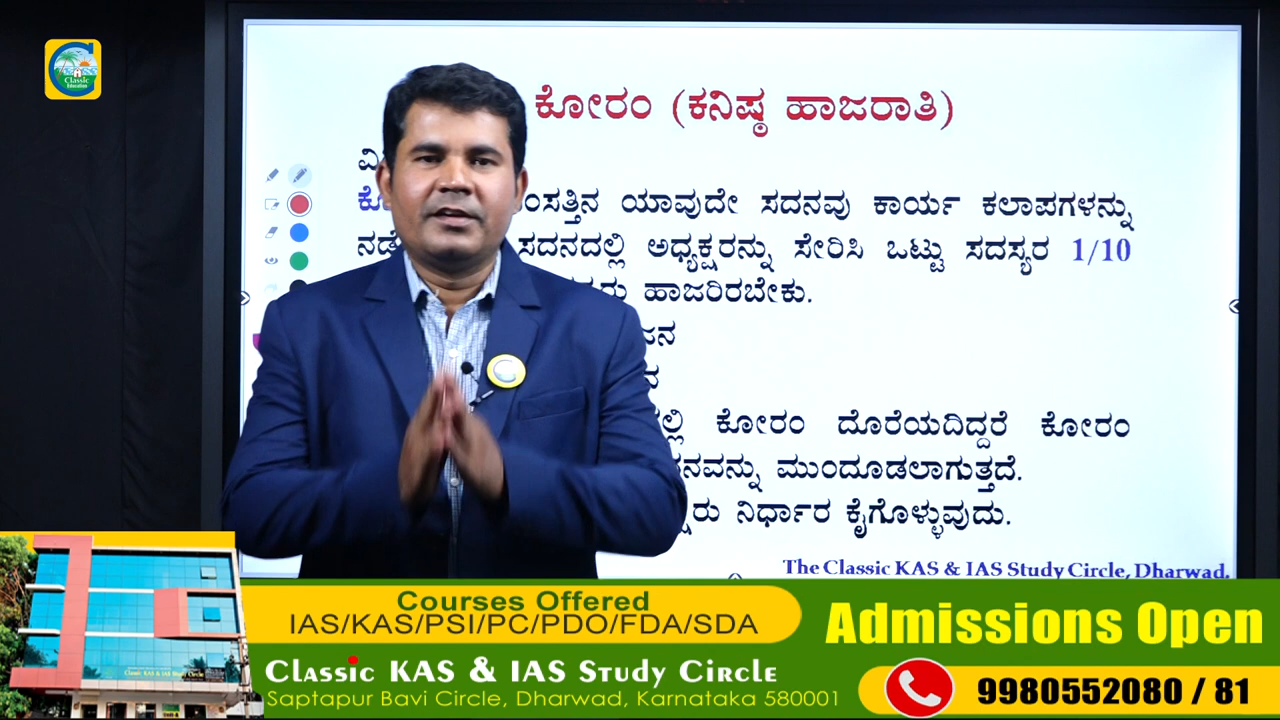 Classic
Education
ಕೋರಂ (ಕನಿಷ್ಠ ಹಾಜರಾತಿ)
ಯಾವುದೇ ಸದನವು ಕಾರ್ಯ ಕಲಾಪಗಳನ್ನು
ಸದನದಲ್ಲಿ ಅಧ್ಯಕ್ಷರನ್ನು ಸೇರಿಸಿ ಒಟ್ಟು ಸದಸ್ಯರ 1/10
ಹಾಜರಿರಬೇಕು.
ಕೋರಂ ದೊರೆಯದಿದ್ದರೆ ಕೋರಂ
ಮುಂದೂಡಲಾಗುತ್ತದೆ.
ನಿರ್ಧಾರ ಕೈಗೊಳ್ಳುವುದು.
The Classic KAS & IAS Study Circle, Dharwad.
Courses Offered
IAS/KAS/PSI/PC/PDO/FDA/SDA
Classic KAS & IAS Study Circle
Saptapur Bavi Circle, Dharwad, Karnataka 580001
Admissions Open
9980552080 / 81